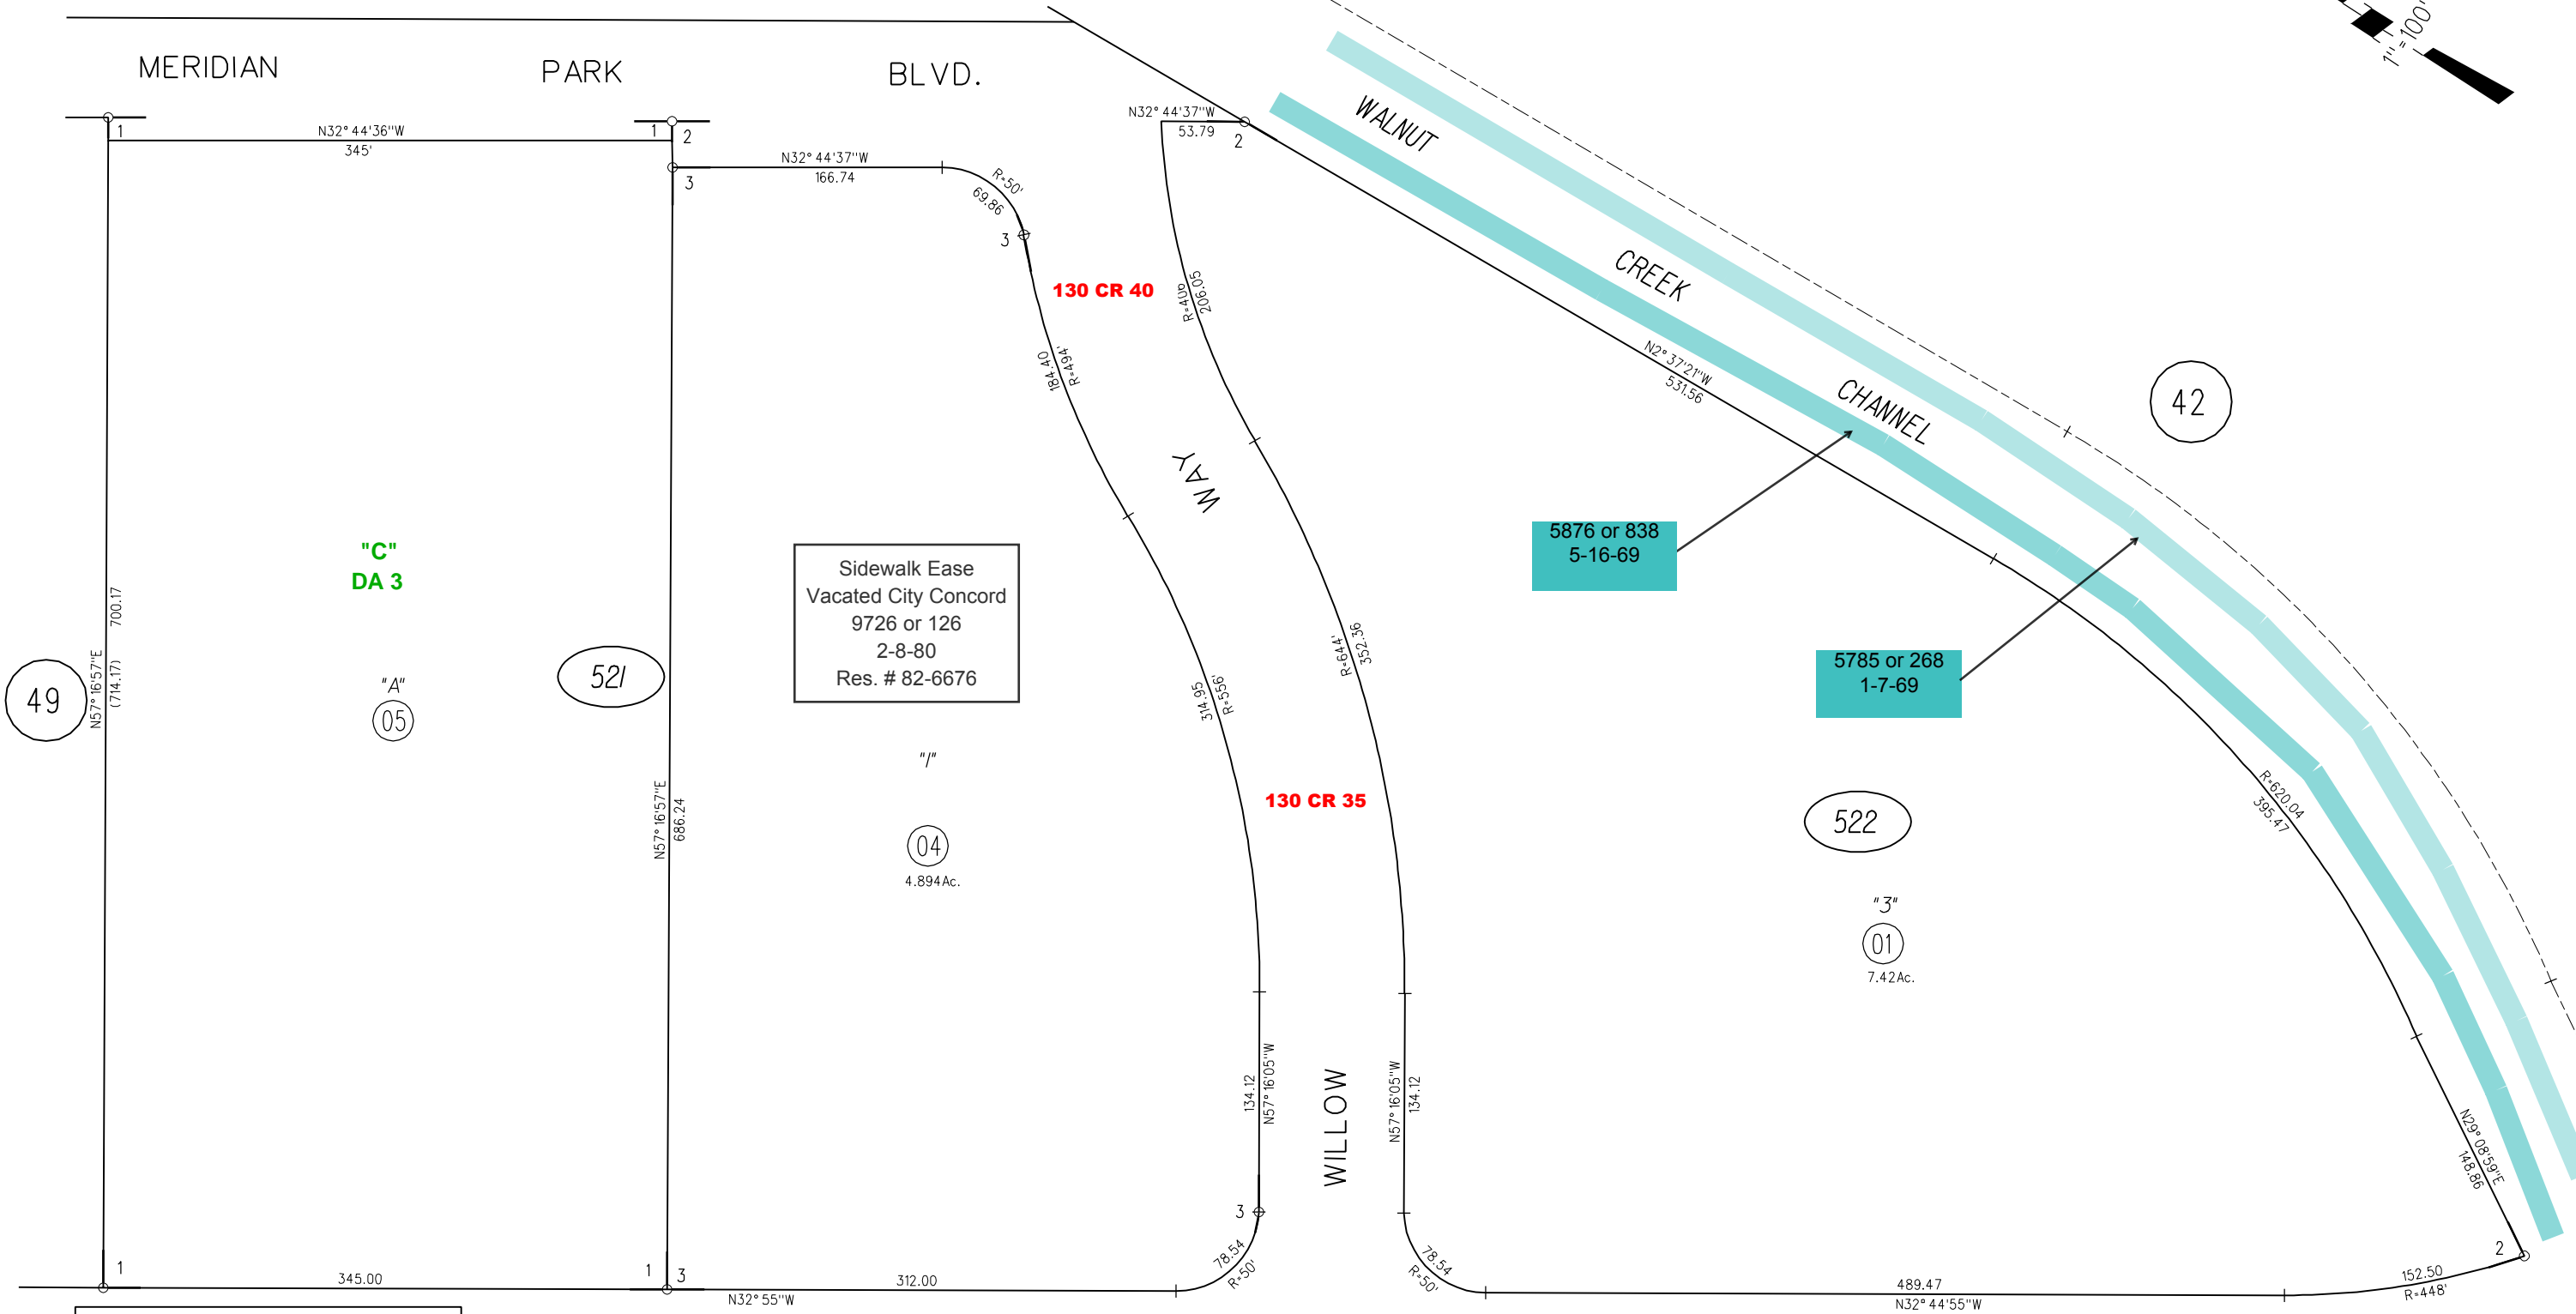 MERIDIAN PARK BLVD.
1"=100'
1
N32°44'36"W
345'
1
2
3
N32°44'37"W
166.74
R=50'
69.86
3
N32°44'37"W
53.79
2
WALNUT
CREEK
CHANNEL
130 CR 40
R=406
206.05
184.40
R=494'
N2°37'21"W
531.56
42
WAY
"C"
DA 3
Sidewalk Ease
Vacated City Concord
9726 or 126
2-8-80
Res. # 82-6676
5876 or 838
5-16-69
5785 or 268
1-7-69
700.17
N57°16'57"E
(714.17)
49
"A"
05
521
314.95
R=556'
R=644'
352.36
"1"
130 CR 35
04
4.894Ac.
N57°16'57"E
686.24
522
R=620.04
395.47
"3"
01
7.42Ac.
134.12
N57°16'05"W
WILLOW
N57°16'05"W
134.12
N29°08'59"E
148.86
3
78.54
R=50'
78.54
R=50'
2
1
345.00
1
3
312.00
N32°55"W
489.47
N32°44'55"W
152.50
R=448'